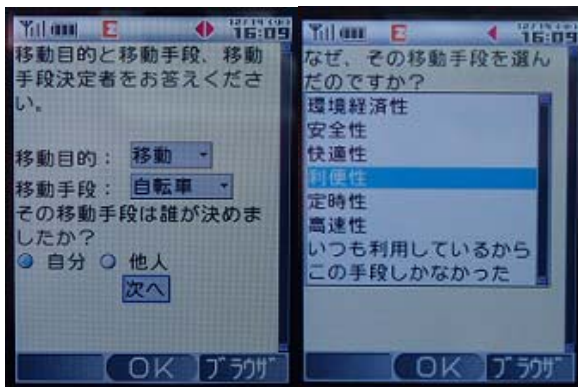 16:09
移動目的と移動手段、移動
手段決定者をお答えくださ
い。
移動目的： 移動
移動手段： 自転車
その移動手段は誰が決めま
したか？
自分 他人
次へ
OK ブラウザ
16:09
なぜ、その移動手段を選ん
だのですか？
環境経済性
安全性
快適性
利便性
定時性
高速性
いつも利用しているから
この手段しかなかった
OK ブラウザ